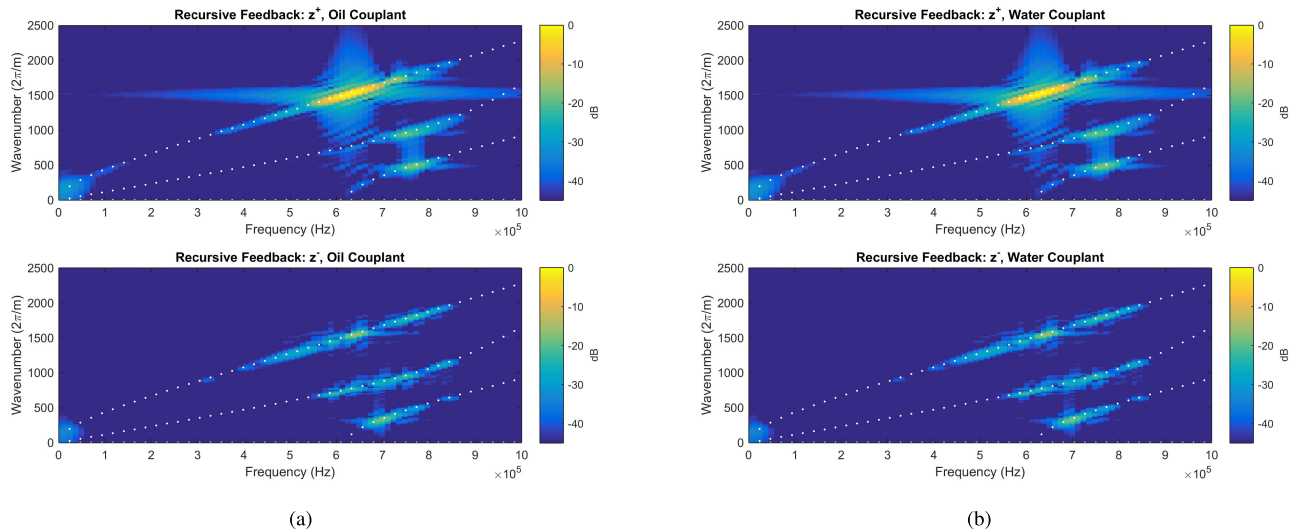 Recursive Feedback: z⁺, Oil Couplant
2500
2000
1500
1000
500
0
Wavenumber (2π/m)
0 1 2 3 4 5 6 7 8 9 10
Frequency (Hz)
×10⁵
0
-10
-20
-30
-40
dB
Recursive Feedback: z⁻, Oil Couplant
2500
2000
1500
1000
500
0
Wavenumber (2π/m)
0 1 2 3 4 5 6 7 8 9 10
Frequency (Hz)
×10⁵
0
-10
-20
-30
-40
dB
(a)
Recursive Feedback: z⁺, Water Couplant
2500
2000
1500
1000
500
0
Wavenumber (2π/m)
0 1 2 3 4 5 6 7 8 9 10
Frequency (Hz)
×10⁵
0
-10
-20
-30
-40
dB
Recursive Feedback: z⁻, Water Couplant
2500
2000
1500
1000
500
0
Wavenumber (2π/m)
0 1 2 3 4 5 6 7 8 9 10
Frequency (Hz)
×10⁵
0
-10
-20
-30
-40
dB
(b)